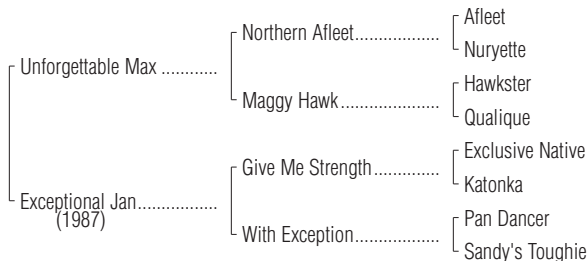 Afleet
Northern Afleet..................
Nuryette
Unforgettable Max ............
Hawkster
Maggy Hawk.....................
Qualique
Exclusive Native
Give Me Strength..............
Katonka
Exceptional Jan.................
(1987)
Pan Dancer
With Exception..................
Sandy's Toughie